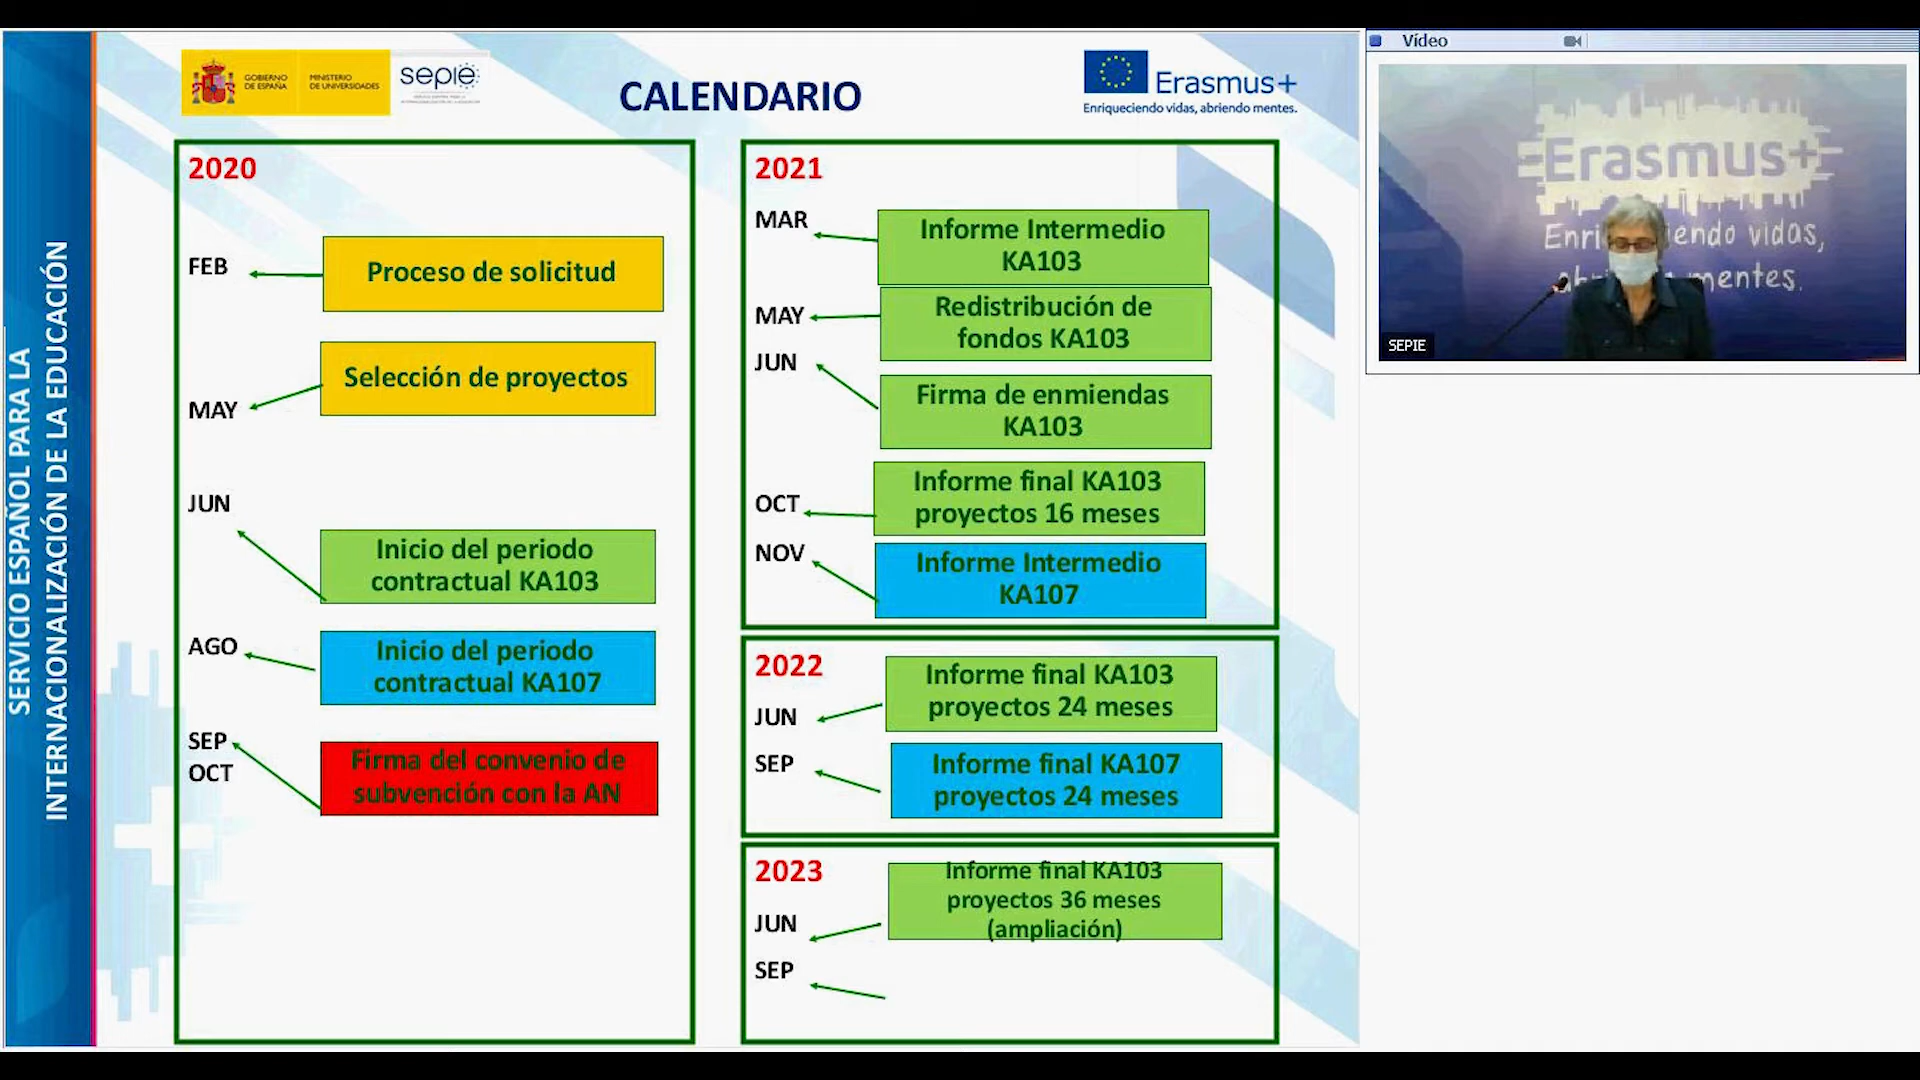 SERVICIO ESPAÑOL PARA LA
INTERNACIONALIZACIÓN DE LA EDUCACIÓN
GOBIERNO
DE ESPAÑA
MINISTERIO
DE UNIVERSIDADES
sepie
CALENDARIO
Erasmus+
Enriqueciendo vidas, abriendo mentes.
2020
FEB
Proceso de solicitud
Selección de proyectos
MAY
JUN
Inicio del periodo
contractual KA103
AGO
Inicio del periodo
contractual KA107
SEP
OCT
Firma del convenio de
subvención con la AN
2021
MAR
Informe Intermedio
KA103
MAY
Redistribución de
fondos KA103
JUN
Firma de enmiendas
KA103
OCT
Informe final KA103
proyectos 16 meses
NOV
Informe Intermedio
KA107
2022
Informe final KA103
proyectos 24 meses
JUN
SEP
Informe final KA107
proyectos 24 meses
2023
Informe final KA103
proyectos 36 meses
(ampliación)
JUN
SEP
Vídeo
Erasmus+
vidas,
mentes.
SEPIE